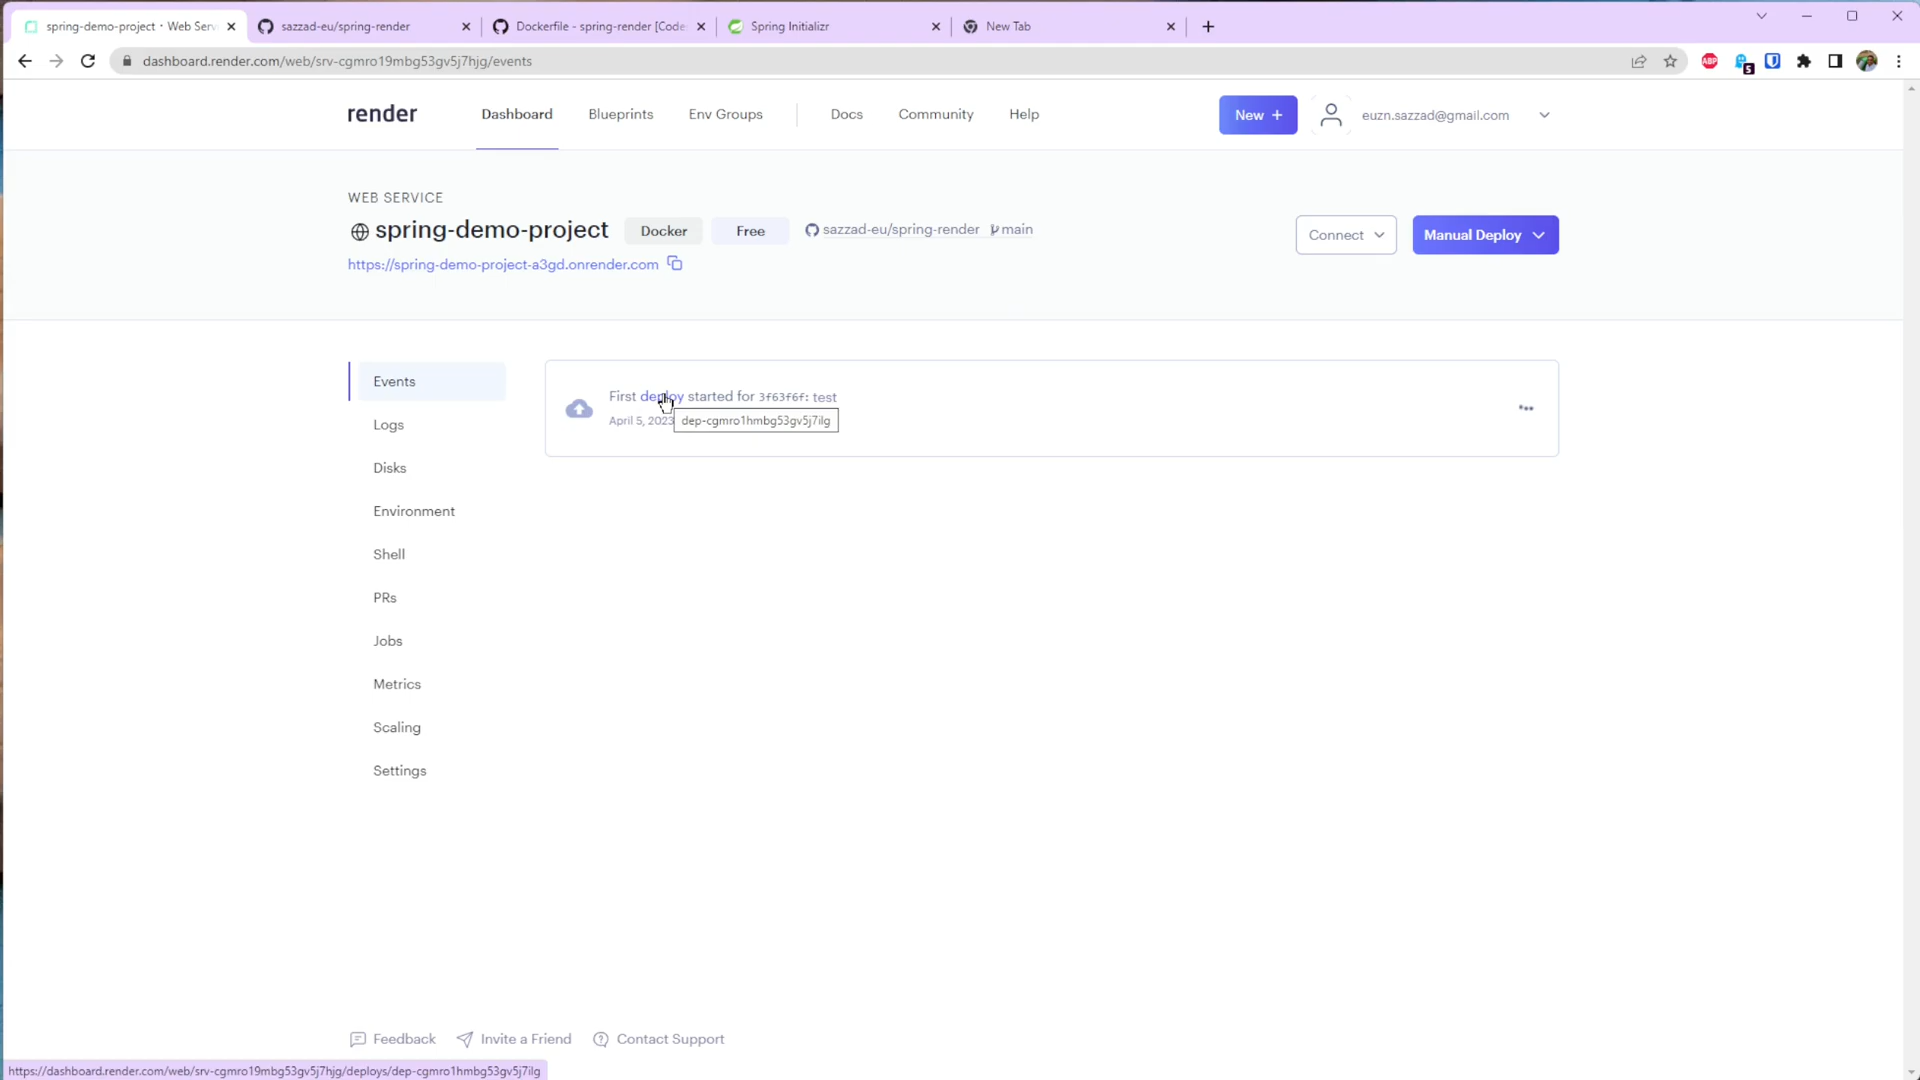 spring-demo-project · Web Serv
sazzad-eu/spring-render
Dockerfile - spring-render [Code
Spring Initializr
New Tab
dashboard.render.com/web/srv-cgmro19mbg53gv5j7hjg/events
ABP
5
render
Dashboard
Blueprints
Env Groups
Docs
Community
Help
New +
euzn.sazzad@gmail.com
WEB SERVICE
spring-demo-project
Docker
Free
sazzad-eu/spring-render
main
Connect
Manual Deploy
https://spring-demo-project-a3gd.onrender.com
Events
Logs
Disks
Environment
Shell
PRs
Jobs
Metrics
Scaling
Settings
First deploy started for 3f63f6f: test
April 5, 2023
dep-cgmro1hmbg53gv5j7ilg
Feedback
Invite a Friend
Contact Support
https://dashboard.render.com/web/srv-cgmro19mbg53gv5j7hjg/deploys/dep-cgmro1hmbg53gv5j7ilg